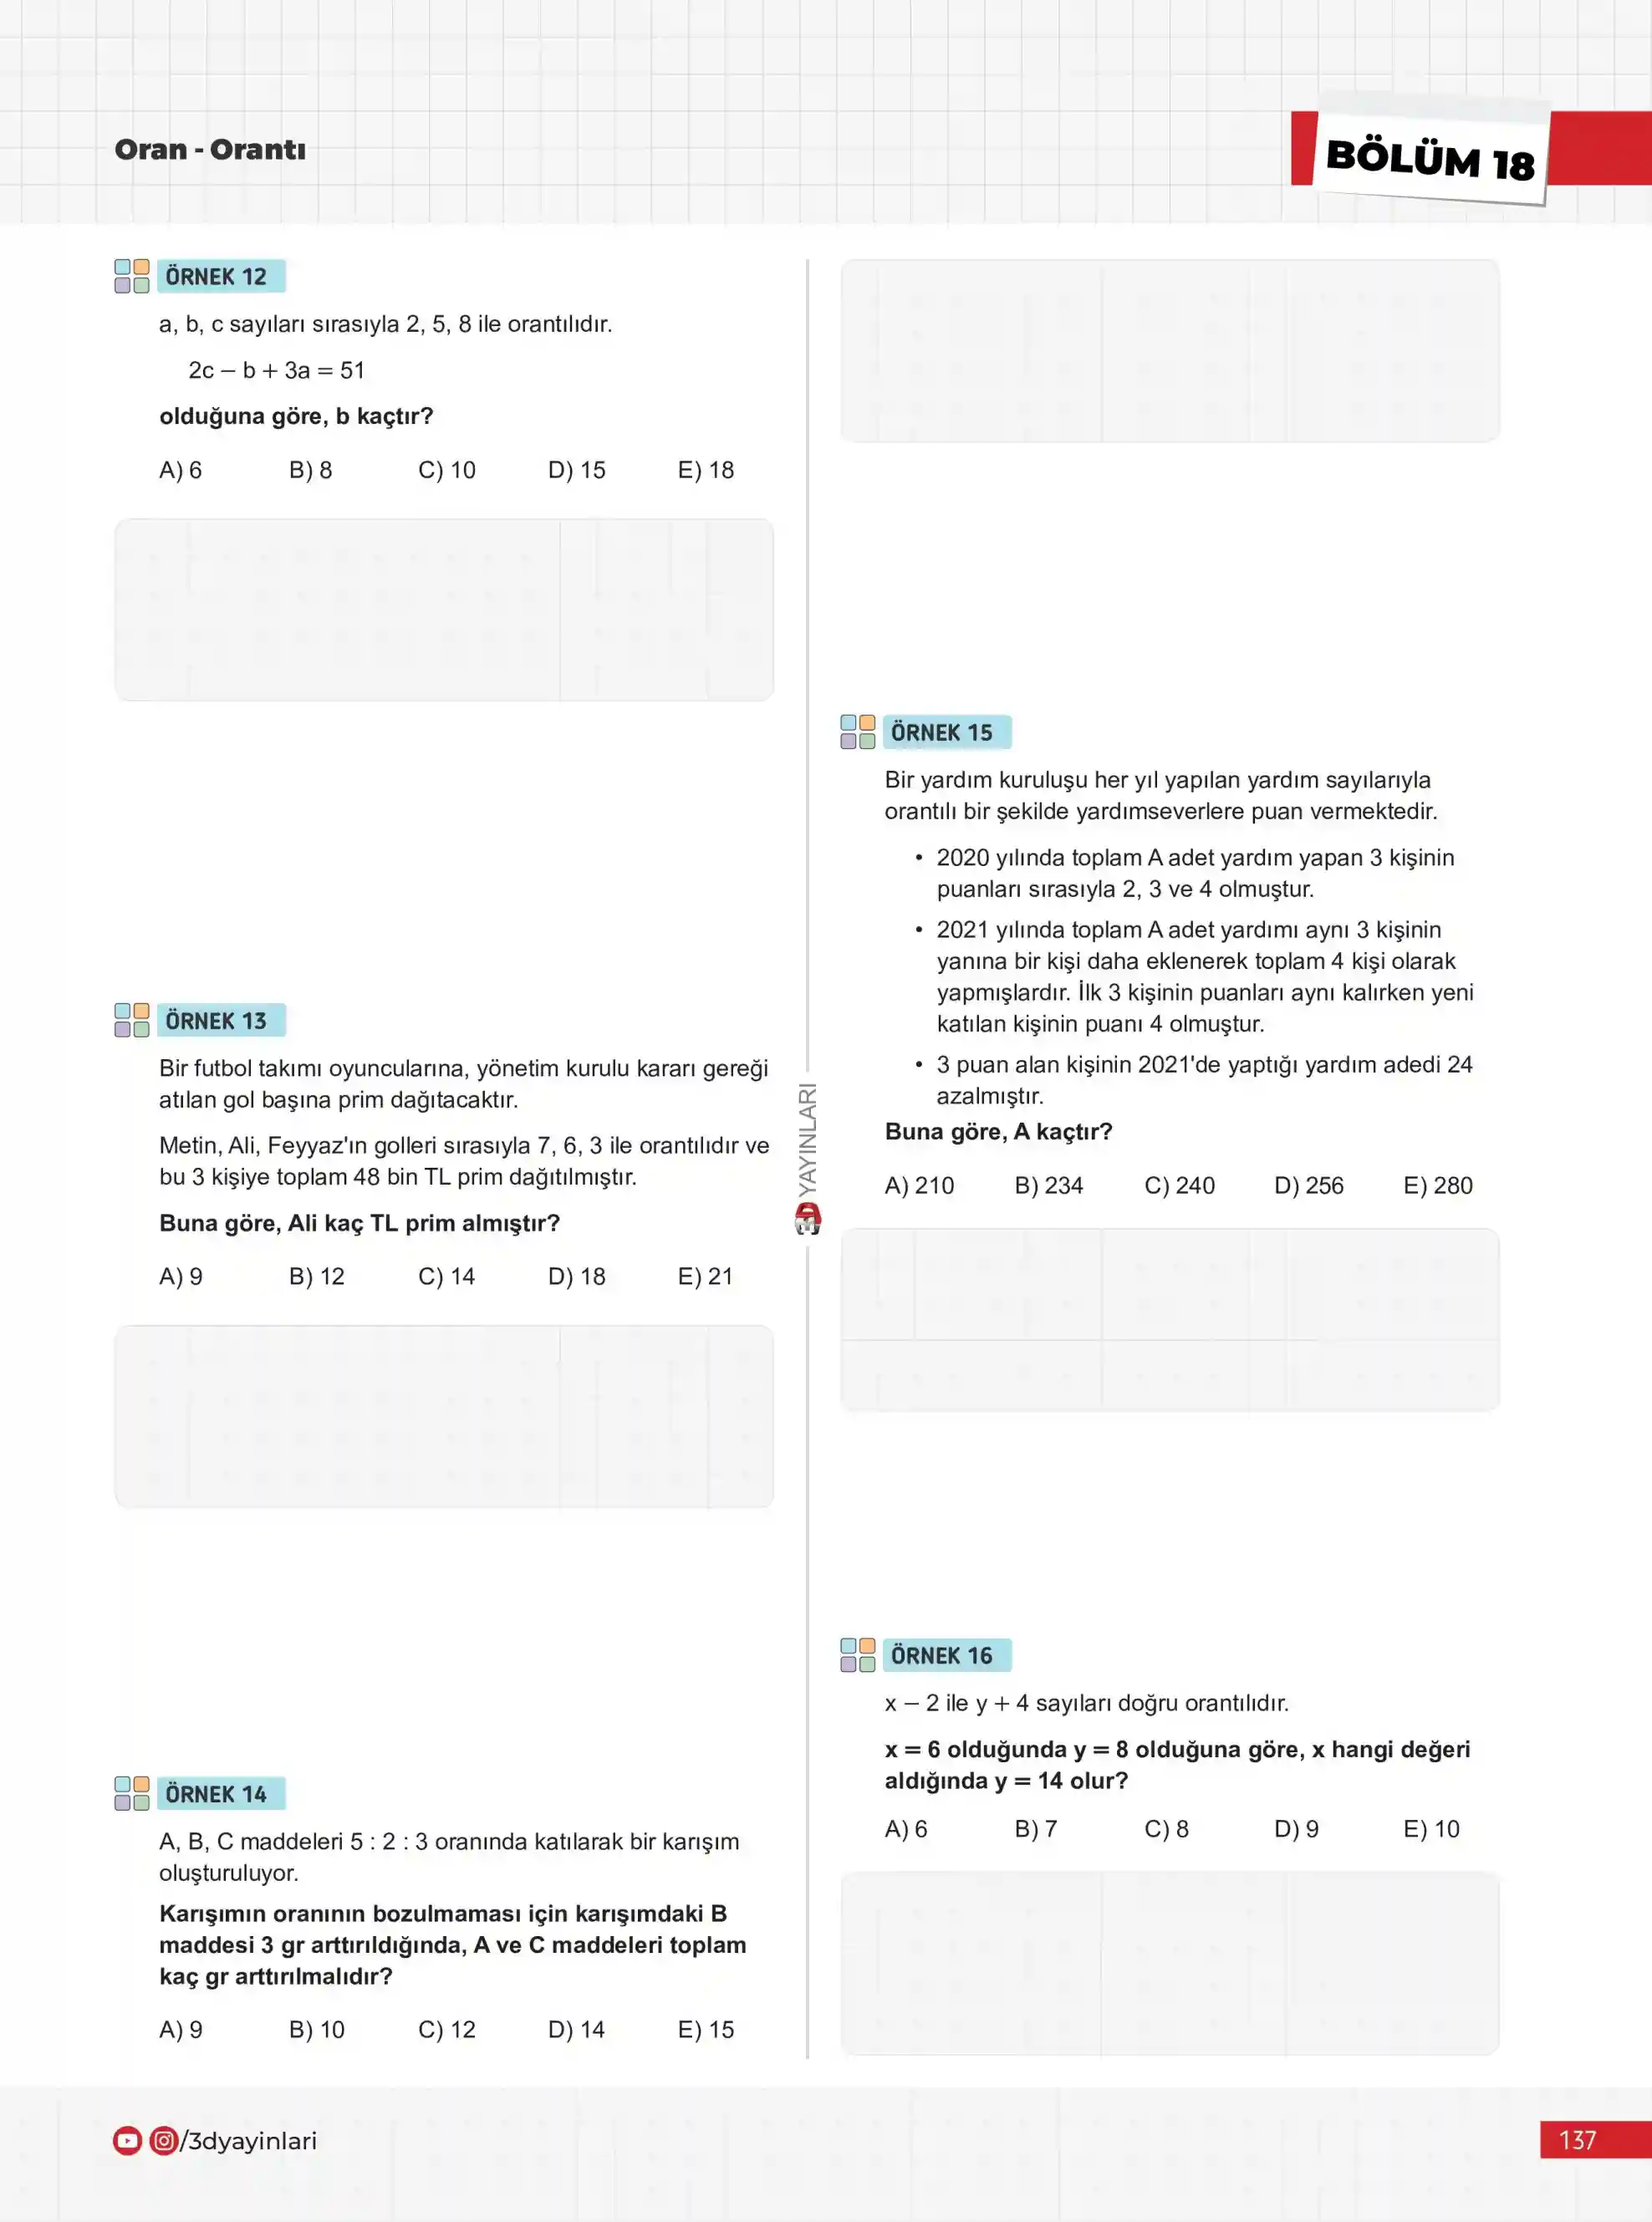 Oran - Orantı
BÖLÜM 18
ÖRNEK 12
a, b, c sayıları sırasıyla 2, 5, 8 ile orantılıdır.
2c − b + 3a = 51
olduğuna göre, b kaçtır?
A) 6 B) 8 C) 10 D) 15 E) 18
ÖRNEK 13
Bir futbol takımı oyuncularına, yönetim kurulu kararı gereği
atılan gol başına prim dağıtacaktır.
Metin, Ali, Feyyaz'ın golleri sırasıyla 7, 6, 3 ile orantılıdır ve
bu 3 kişiye toplam 48 bin TL prim dağıtılmıştır.
Buna göre, Ali kaç TL prim almıştır?
A) 9 B) 12 C) 14 D) 18 E) 21
ÖRNEK 14
A, B, C maddeleri 5 : 2 : 3 oranında katılarak bir karışım
oluşturuluyor.
Karışımın oranının bozulmaması için karışımdaki B
maddesi 3 gr arttırıldığında, A ve C maddeleri toplam
kaç gr arttırılmalıdır?
A) 9 B) 10 C) 12 D) 14 E) 15
YAYINLARI
ÖRNEK 15
Bir yardım kuruluşu her yıl yapılan yardım sayılarıyla
orantılı bir şekilde yardımseverlere puan vermektedir.
• 2020 yılında toplam A adet yardım yapan 3 kişinin
puanları sırasıyla 2, 3 ve 4 olmuştur.
• 2021 yılında toplam A adet yardımı aynı 3 kişinin
yanına bir kişi daha eklenerek toplam 4 kişi olarak
yapmışlardır. İlk 3 kişinin puanları aynı kalırken yeni
katılan kişinin puanı 4 olmuştur.
• 3 puan alan kişinin 2021'de yaptığı yardım adedi 24
azalmıştır.
Buna göre, A kaçtır?
A) 210 B) 234 C) 240 D) 256 E) 280
ÖRNEK 16
x − 2 ile y + 4 sayıları doğru orantılıdır.
x = 6 olduğunda y = 8 olduğuna göre, x hangi değeri
aldığında y = 14 olur?
A) 6 B) 7 C) 8 D) 9 E) 10
/3dyayinlari
137